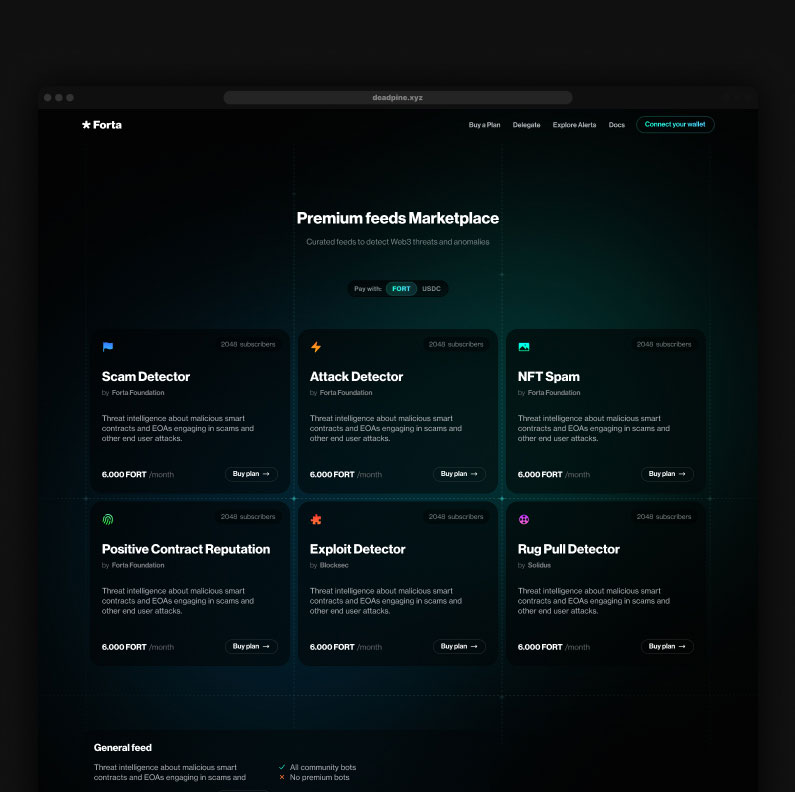 deadpine.xyz
Forta
Buy a Plan Delegate Explore Alerta Docs Connect your wallet
Premium feeds Marketplace
Curated feeds to detect Web3 threats and anomalies
Pay with: FORT USDC
2048 subscribers
Scam Detector
by Forta Foundation
Threat intelligence about malicious smart
contracts and EOAs engaging in scams and
other end user attacks.
6.000 FORT /month Buy plan →
2048 subscribers
Attack Detector
by Forta Foundation
Threat intelligence about malicious smart
contracts and EOAs engaging in scams and
other end user attacks.
6.000 FORT /month Buy plan →
2048 subscribers
NFT Spam
by Forta Foundation
Threat intelligence about malicious smart
contracts and EOAs engaging in scams and
other end user attacks.
6.000 FORT /month Buy plan →
2048 subscribers
Positive Contract Reputation
by Forta Foundation
Threat intelligence about malicious smart
contracts and EOAs engaging in scams and
other end user attacks.
6.000 FORT /month Buy plan →
2048 subscribers
Exploit Detector
by Blocksec
Threat intelligence about malicious smart
contracts and EOAs engaging in scams and
other end user attacks.
6.000 FORT /month Buy plan →
2048 subscribers
Rug Pull Detector
by Solidus
Threat intelligence about malicious smart
contracts and EOAs engaging in scams and
other end user attacks.
6.000 FORT /month Buy plan →
General feed
Threat intelligence about malicious smart
contracts and EOAs engaging in scams and
✓ All community bots
✕ No premium bots